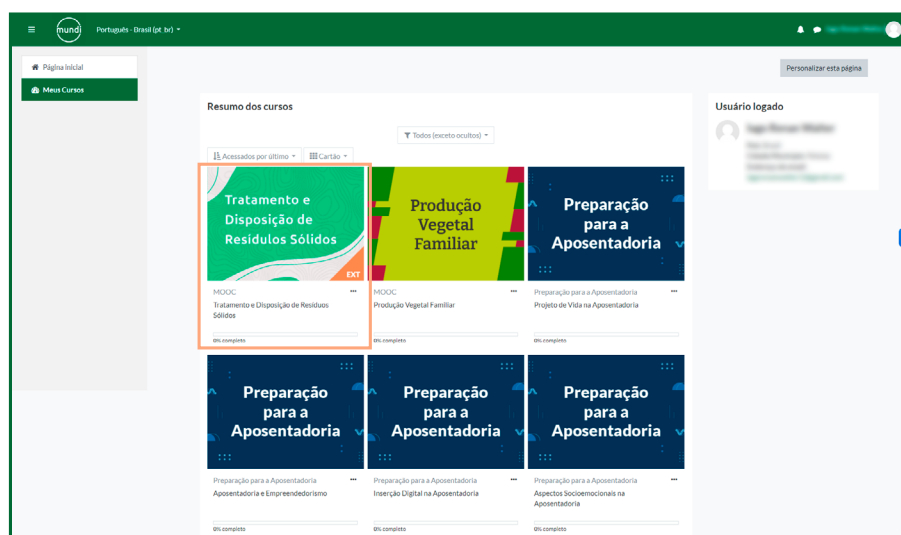 mundi
Português - Brasil (pt_br)
Página inicial
Meus Cursos
Personalizar esta página
Resumo dos cursos
Todos (exceto ocultos)
Acessados por último
Cartão
Usuário logado
Tratamento e
Disposição de
Resídulos Sólidos
EXT
MOOC
Tratamento e Disposição de Resíduos
Sólidos
0% completo
Produção
Vegetal
Familiar
MOOC
Produção Vegetal Familiar
0% completo
Preparação
para a
Aposentadoria
Preparação para a Aposentadoria
Projeto de Vida na Aposentadoria
0% completo
Preparação
para a
Aposentadoria
Preparação para a Aposentadoria
Aposentadoria e Empreendedorismo
0% completo
Preparação
para a
Aposentadoria
Preparação para a Aposentadoria
Inserção Digital na Aposentadoria
0% completo
Preparação
para a
Aposentadoria
Preparação para a Aposentadoria
Aspectos Socioemocionais na
Aposentadoria
0% completo